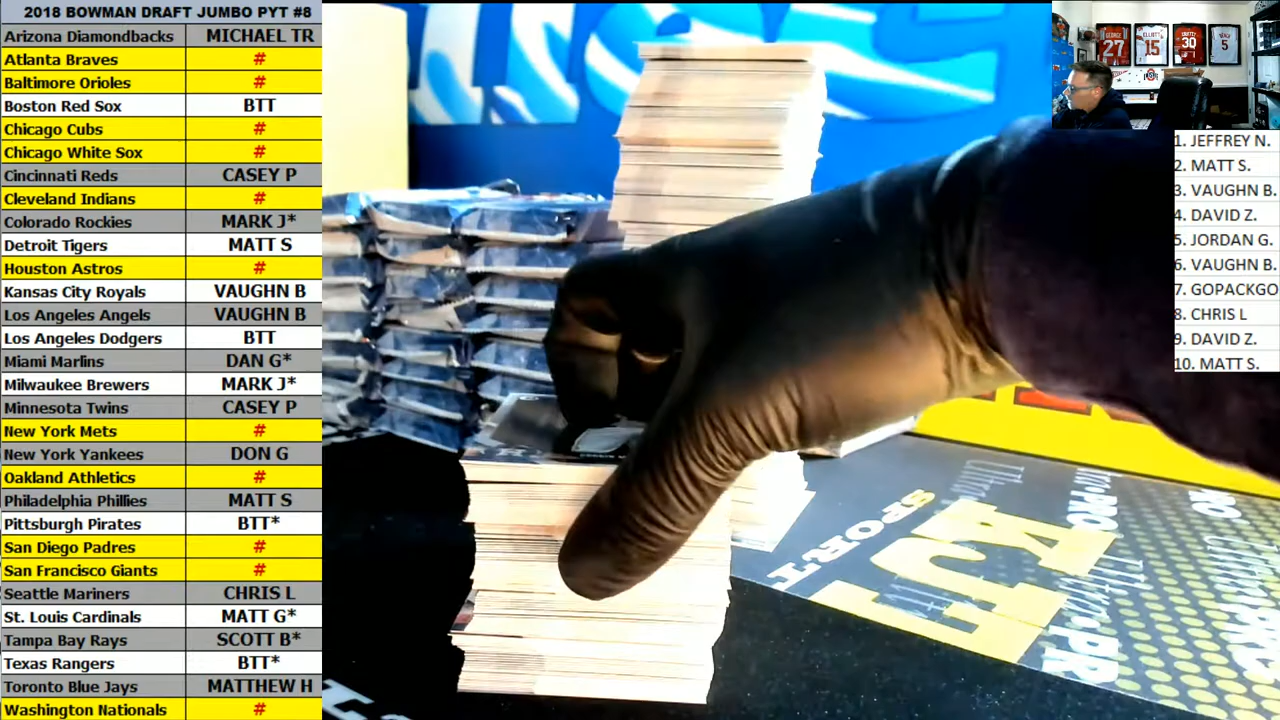 2018 BOWMAN DRAFT JUMBO PYT #8
Arizona Diamondbacks MICHAEL TR
Atlanta Braves #
Baltimore Orioles #
Boston Red Sox BTT
Chicago Cubs #
Chicago White Sox #
Cincinnati Reds CASEY P
Cleveland Indians #
Colorado Rockies MARK J*
Detroit Tigers MATT S
Houston Astros #
Kansas City Royals VAUGHN B
Los Angeles Angels VAUGHN B
Los Angeles Dodgers BTT
Miami Marlins DAN G*
Milwaukee Brewers MARK J*
Minnesota Twins CASEY P
New York Mets #
New York Yankees DON G
Oakland Athletics #
Philadelphia Phillies MATT S
Pittsburgh Pirates BTT*
San Diego Padres #
San Francisco Giants #
Seattle Mariners CHRIS L
St. Louis Cardinals MATT G*
Tampa Bay Rays SCOTT B*
Texas Rangers BTT*
Toronto Blue Jays MATTHEW H
Washington Nationals #
27
15
30
5
1. JEFFREY N.
2. MATT S.
3. VAUGHN B.
4. DAVID Z.
5. JORDAN G.
6. VAUGHN B.
7. GOPACKGO
8. CHRIS L
9. DAVID Z.
10. MATT S.
SPORT